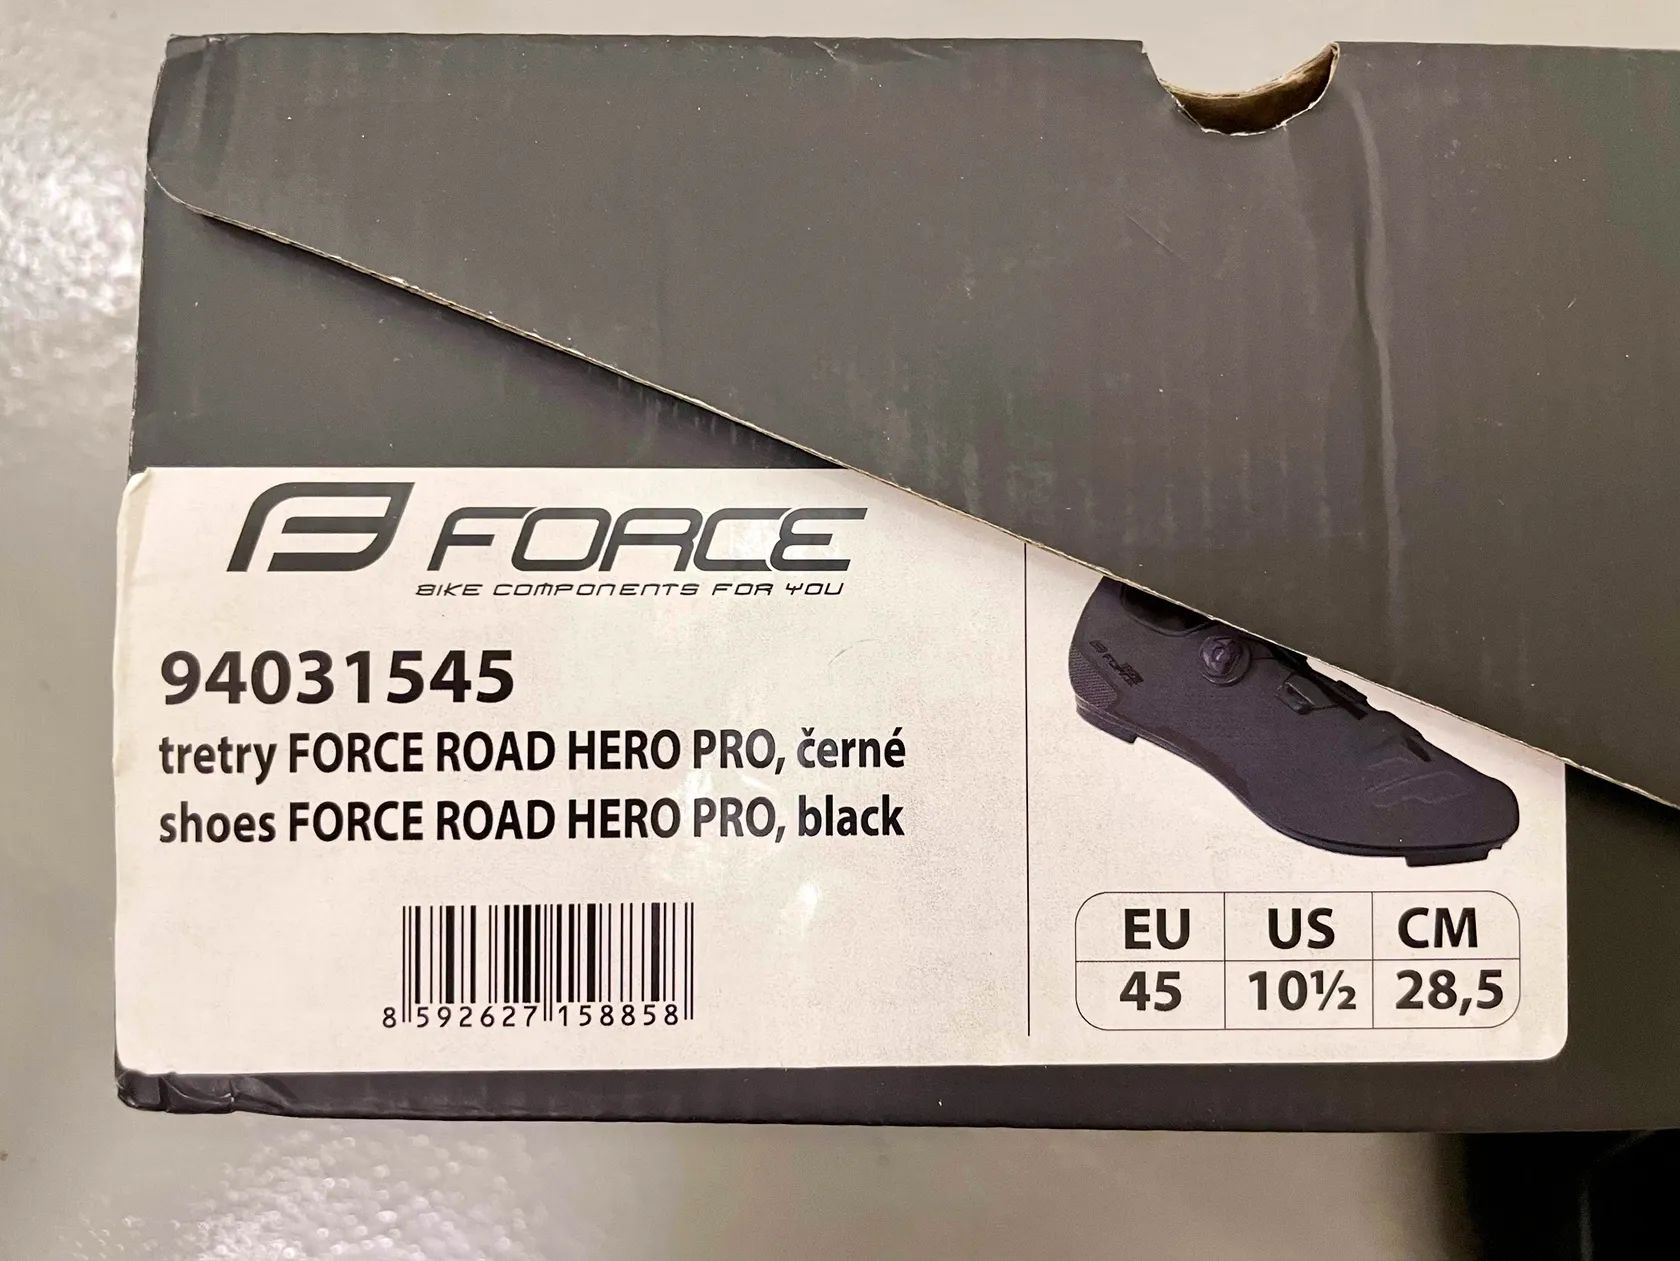 FORCE
BIKE COMPONENTS FOR YOU
94031545
tretry FORCE ROAD HERO PRO, černé
shoes FORCE ROAD HERO PRO, black
8 592627 158858
FORCE
EU US CM
45 10½ 28,5